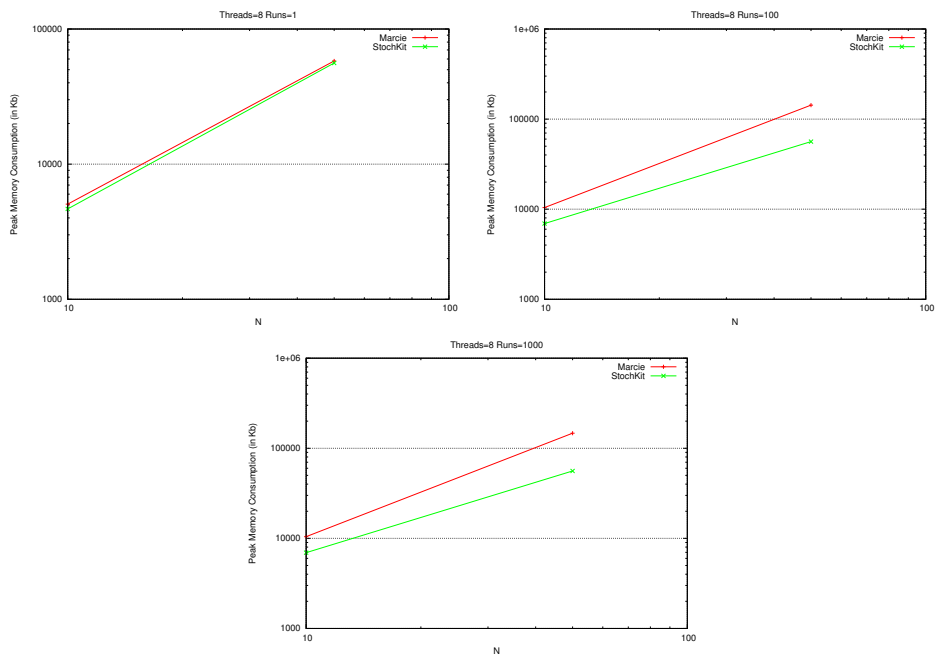 Threads=8 Runs=1
100000
10000
1000
10
100
Peak Memory Consumption (in Kb)
N
Marcie
StochKit
Threads=8 Runs=100
1e+06
100000
10000
1000
10
100
Peak Memory Consumption (in Kb)
N
Marcie
StochKit
Threads=8 Runs=1000
1e+06
100000
10000
1000
10
100
Peak Memory Consumption (in Kb)
N
Marcie
StochKit